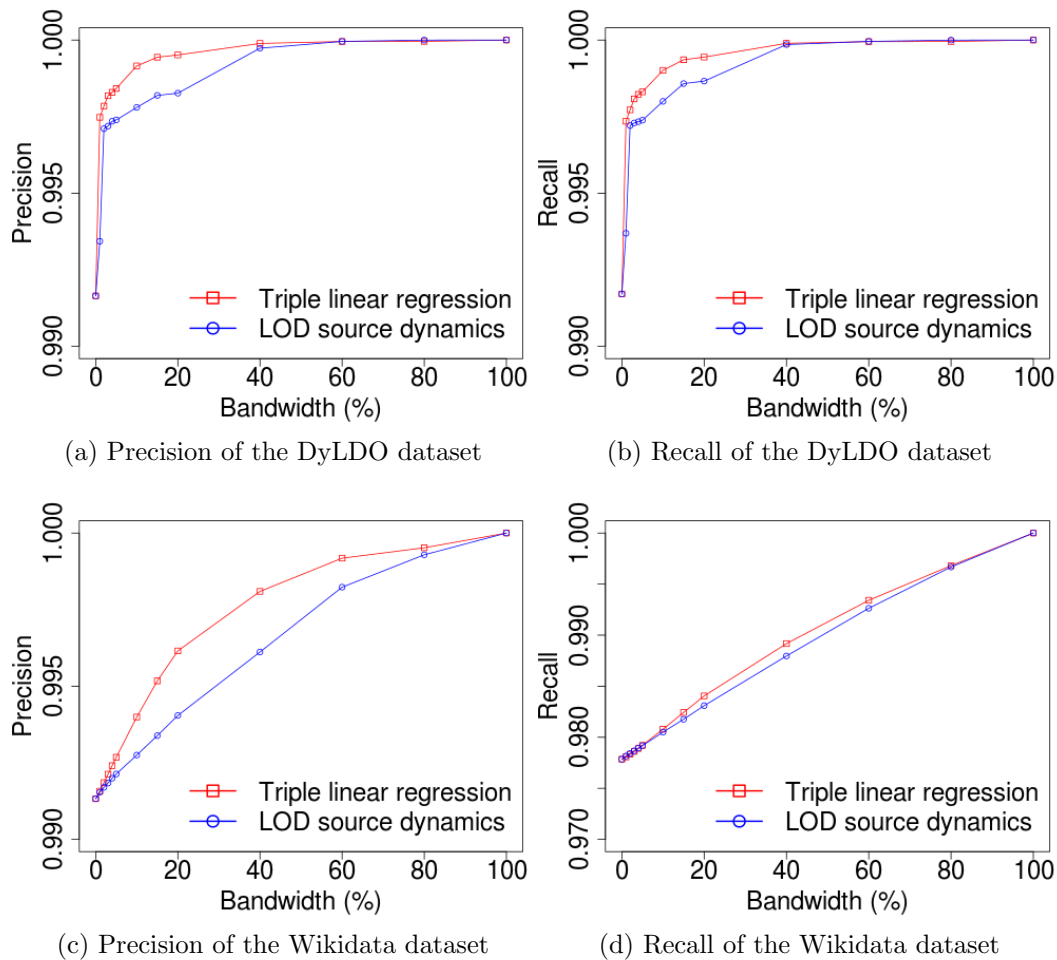 1.000
0.995
0.990
Precision
Triple linear regression
LOD source dynamics
0 20 40 60 80 100
Bandwidth (%)
(a) Precision of the DyLDO dataset
1.000
0.995
0.990
Recall
Triple linear regression
LOD source dynamics
0 20 40 60 80 100
Bandwidth (%)
(b) Recall of the DyLDO dataset
1.000
0.995
0.990
Precision
Triple linear regression
LOD source dynamics
0 20 40 60 80 100
Bandwidth (%)
(c) Precision of the Wikidata dataset
1.000
0.990
0.980
0.970
Recall
Triple linear regression
LOD source dynamics
0 20 40 60 80 100
Bandwidth (%)
(d) Recall of the Wikidata dataset